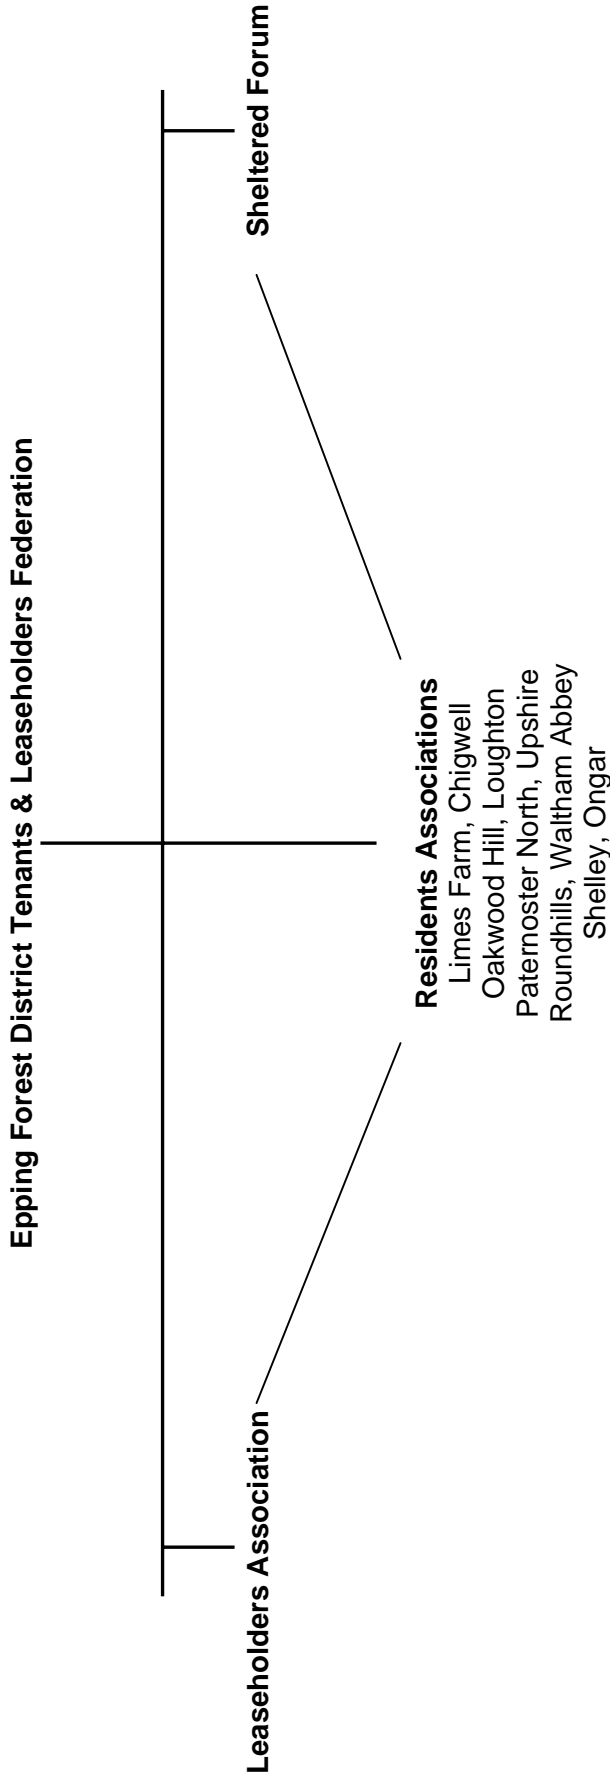 Epping Forest District Tenants & Leaseholders Federation
Leaseholders Association
Sheltered Forum
Residents Associations
Limes Farm, Chigwell
Oakwood Hill, Loughton
Paternoster North, Upshire
Roundhills, Waltham Abbey
Shelley, Ongar